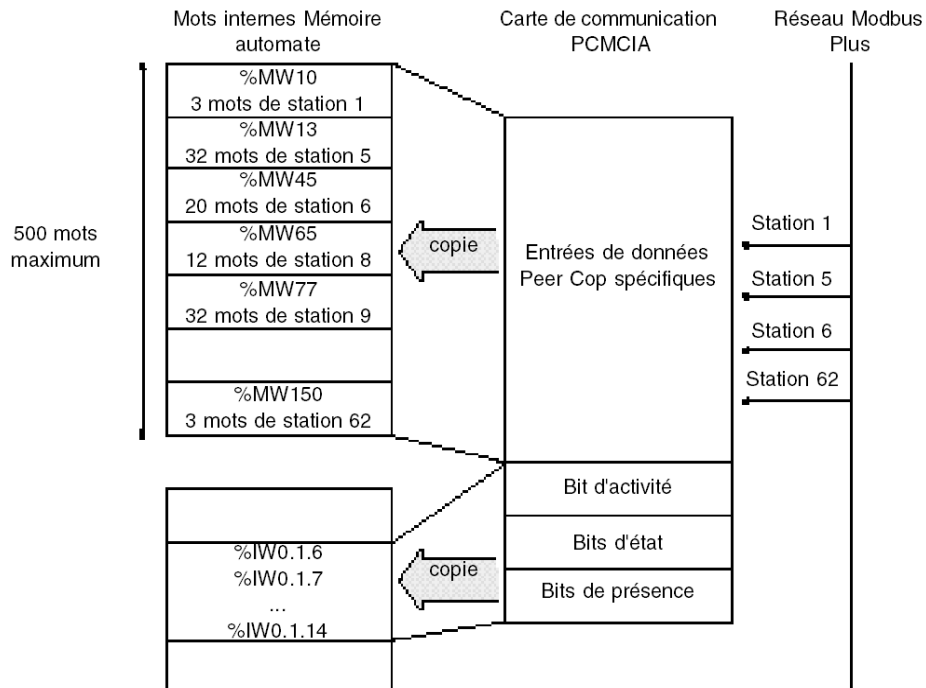 Mots internes Mémoire
automate
Carte de communication
PCMCIA
Réseau Modbus
Plus
%MW10
3 mots de station 1
%MW13
32 mots de station 5
%MW45
20 mots de station 6
%MW65
12 mots de station 8
%MW77
32 mots de station 9
%MW150
3 mots de station 62
500 mots
maximum
copie
Entrées de données
Peer Cop spécifiques
Station 1
Station 5
Station 6
Station 62
Bit d'activité
Bits d'état
Bits de présence
%IW0.1.6
%IW0.1.7
...
%IW0.1.14
copie